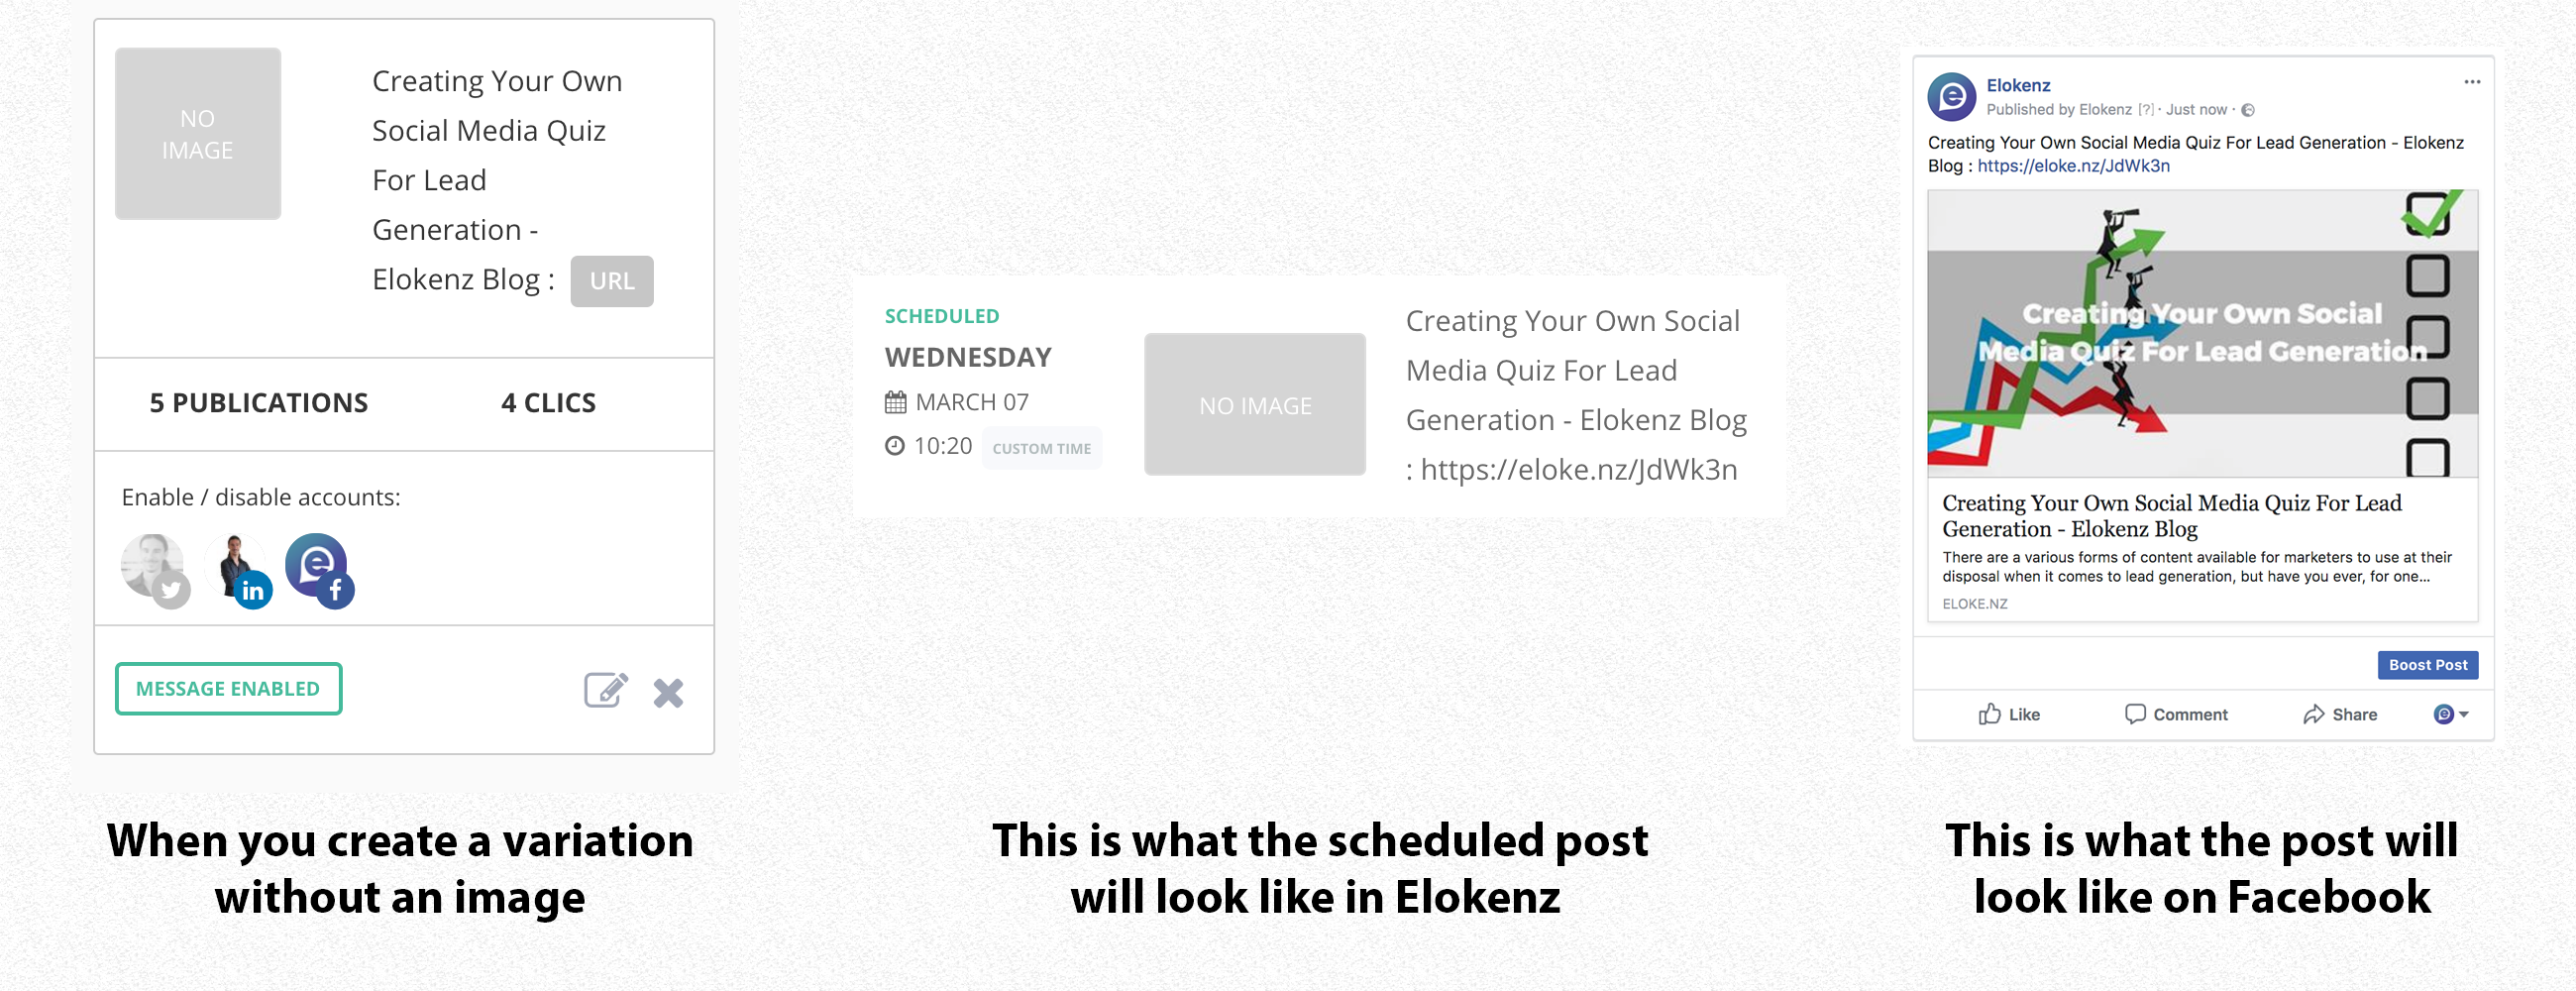 NO
IMAGE
Creating Your Own
Social Media Quiz
For Lead
Generation -
Elokenz Blog : URL
5 PUBLICATIONS 4 CLICS
Enable / disable accounts:
in f
MESSAGE ENABLED
When you create a variation
without an image
SCHEDULED
WEDNESDAY
MARCH 07
10:20 CUSTOM TIME
NO IMAGE
Creating Your Own Social
Media Quiz For Lead
Generation - Elokenz Blog
: https://eloke.nz/JdWk3n
This is what the scheduled post
will look like in Elokenz
Elokenz
Published by Elokenz [?] · Just now ·
Creating Your Own Social Media Quiz For Lead Generation - Elokenz
Blog : https://eloke.nz/JdWk3n
Creating Your Own Social
Media Quiz For Lead Generation
Creating Your Own Social Media Quiz For Lead
Generation - Elokenz Blog
There are a various forms of content available for marketers to use at their
disposal when it comes to lead generation, but have you ever, for one...
ELOKE.NZ
Boost Post
Like Comment Share
This is what the post will
look like on Facebook